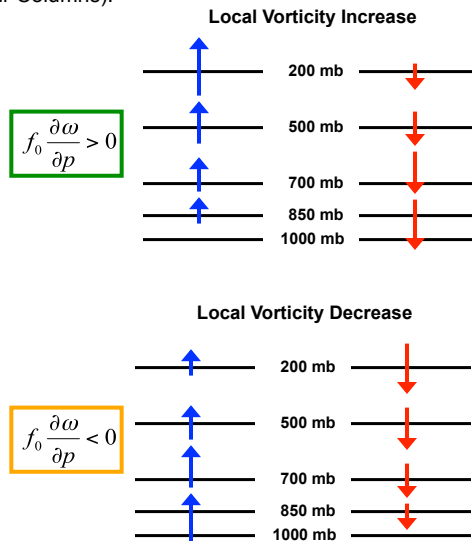 r Columns).
Local Vorticity Increase
200 mb
500 mb
f₀ ∂ω/∂p > 0
700 mb
850 mb
1000 mb
Local Vorticity Decrease
200 mb
500 mb
f₀ ∂ω/∂p < 0
700 mb
850 mb
1000 mb